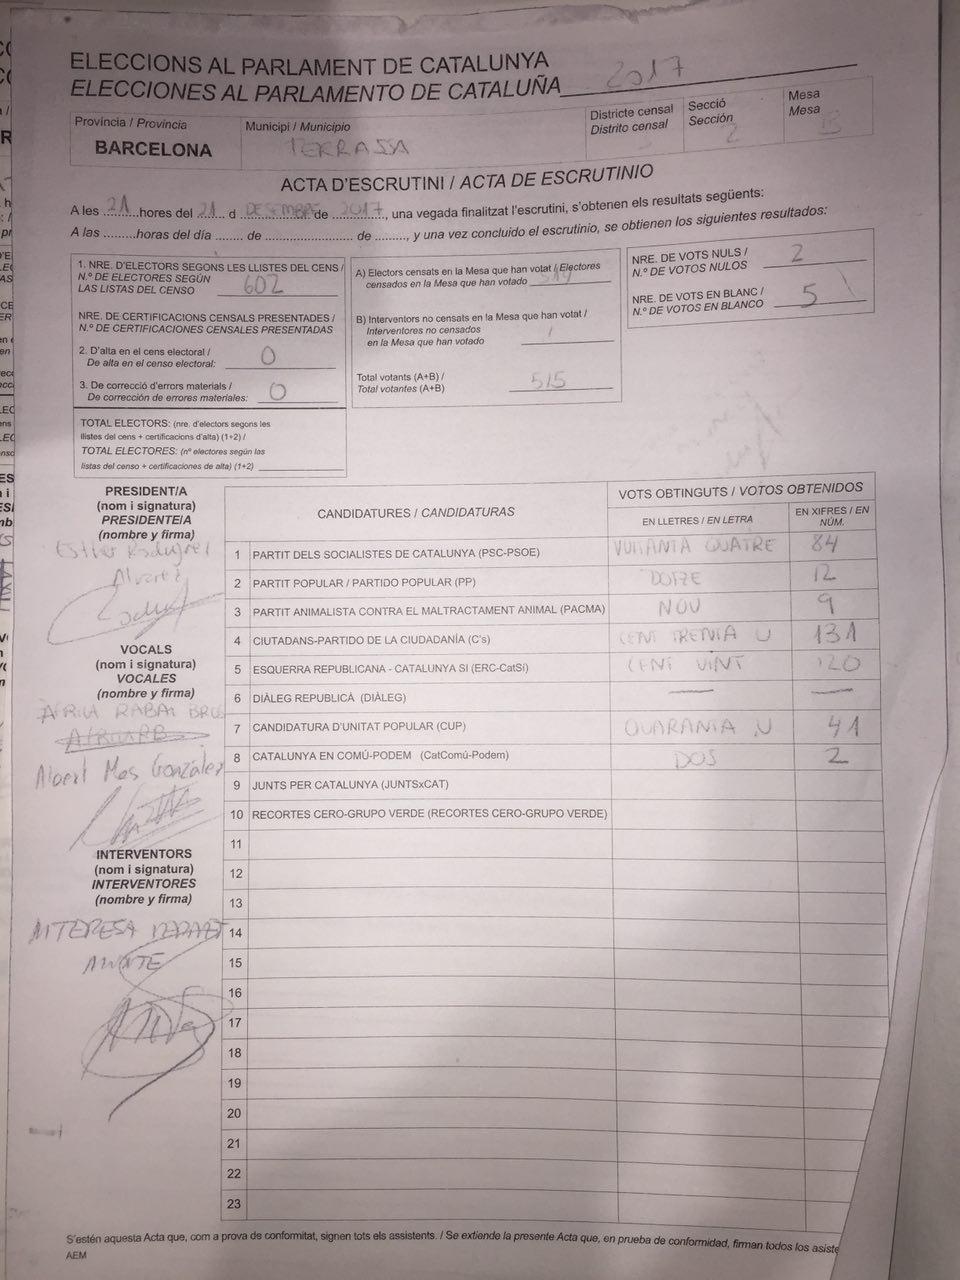 ELECCIONS AL PARLAMENT DE CATALUNYA
ELECCIONES AL PARLAMENTO DE CATALUÑA 2017
Província / Provincia
BARCELONA
Municipi / Municipio
TERRASSA
Districte censal
Distrito censal
Secció
Sección
2
Mesa
Mesa
B
ACTA D'ESCRUTINI / ACTA DE ESCRUTINIO
A les 21 hores del 21 d DESEMBRE de 2017, una vegada finalitzat l'escrutini, s'obtenen els resultats següents:
A las .........horas del día ........ de ........................ de ........, y una vez concluido el escrutinio, se obtienen los siguientes resultados:
1. NRE. D'ELECTORS SEGONS LES LLISTES DEL CENS /
N.º DE ELECTORES SEGÚN
LAS LISTAS DEL CENSO 602
NRE. DE CERTIFICACIONS CENSALS PRESENTADES /
N.º DE CERTIFICACIONES CENSALES PRESENTADAS
2. D'alta en el cens electoral /
De alta en el censo electoral: 0
3. De correcció d'errors materials /
De corrección de errores materiales: 0
TOTAL ELECTORS: (nre. d'electors segons les
llistes del cens + certificacions d'alta) (1+2) /
TOTAL ELECTORES: (nº electores según las
listas del censo + certificaciones de alta) (1+2)
A) Electors censats en la Mesa que han votat / Electores
censados en la Mesa que han votado 514
B) Interventors no censats en la Mesa que han votat /
Interventores no censados
en la Mesa que han votado 1
Total votants (A+B) /
Total votantes (A+B) 515
NRE. DE VOTS NULS /
N.º DE VOTOS NULOS 2
NRE. DE VOTS EN BLANC /
N.º DE VOTOS EN BLANCO 5
PRESIDENT/A
(nom i signatura)
PRESIDENTE/A
(nombre y firma)
Esther
Alvarez
VOCALS
(nom i signatura)
VOCALES
(nombre y firma)
Albert Mas González
INTERVENTORS
(nom i signatura)
INTERVENTORES
(nombre y firma)
CANDIDATURES / CANDIDATURAS
VOTS OBTINGUTS / VOTOS OBTENIDOS
EN LLETRES / EN LETRA
EN XIFRES / EN NÚM.
1 PARTIT DELS SOCIALISTES DE CATALUNYA (PSC-PSOE) VUITANTA QUATRE 84
2 PARTIT POPULAR / PARTIDO POPULAR (PP) DOTZE 12
3 PARTIT ANIMALISTA CONTRA EL MALTRACTAMENT ANIMAL (PACMA) NOU 9
4 CIUTADANS-PARTIDO DE LA CIUDADANÍA (C's) CENT TRENTA U 131
5 ESQUERRA REPUBLICANA - CATALUNYA SÍ (ERC-CatSí) CENT VINT 120
6 DIÀLEG REPUBLICÀ (DIÀLEG) — —
7 CANDIDATURA D'UNITAT POPULAR (CUP) QUARANTA U 41
8 CATALUNYA EN COMÚ-PODEM (CatComú-Podem) DOS 2
9 JUNTS PER CATALUNYA (JUNTSxCAT)
10 RECORTES CERO-GRUPO VERDE (RECORTES CERO-GRUPO VERDE)
11
12
13
14
15
16
17
18
19
20
21
22
23
S'estén aquesta Acta que, com a prova de conformitat, signen tots els assistents. / Se extiende la presente Acta que, en prueba de conformidad, firman todos los asiste
AEM